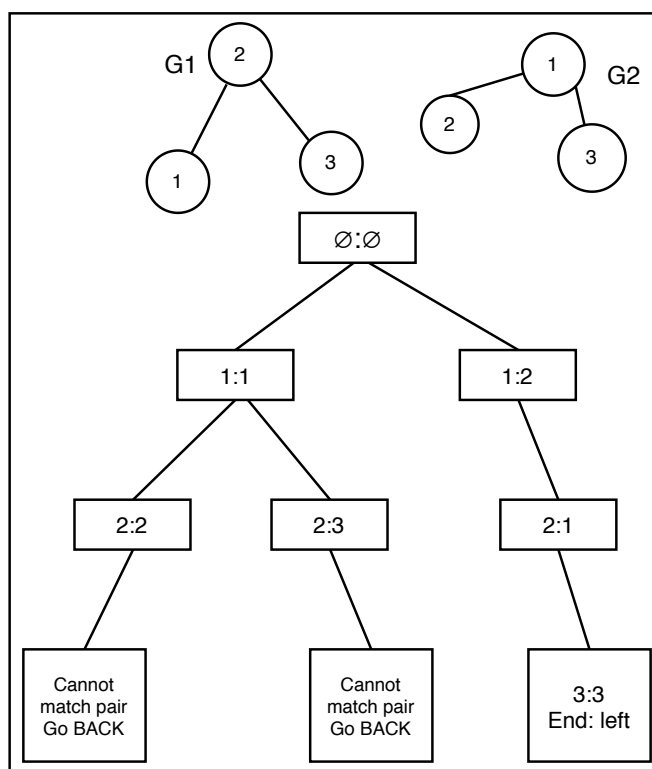 G1
2
1
3
1
G2
2
3
∅:∅
1:1
1:2
2:2
2:3
2:1
Cannot
match pair
Go BACK
Cannot
match pair
Go BACK
3:3
End: left